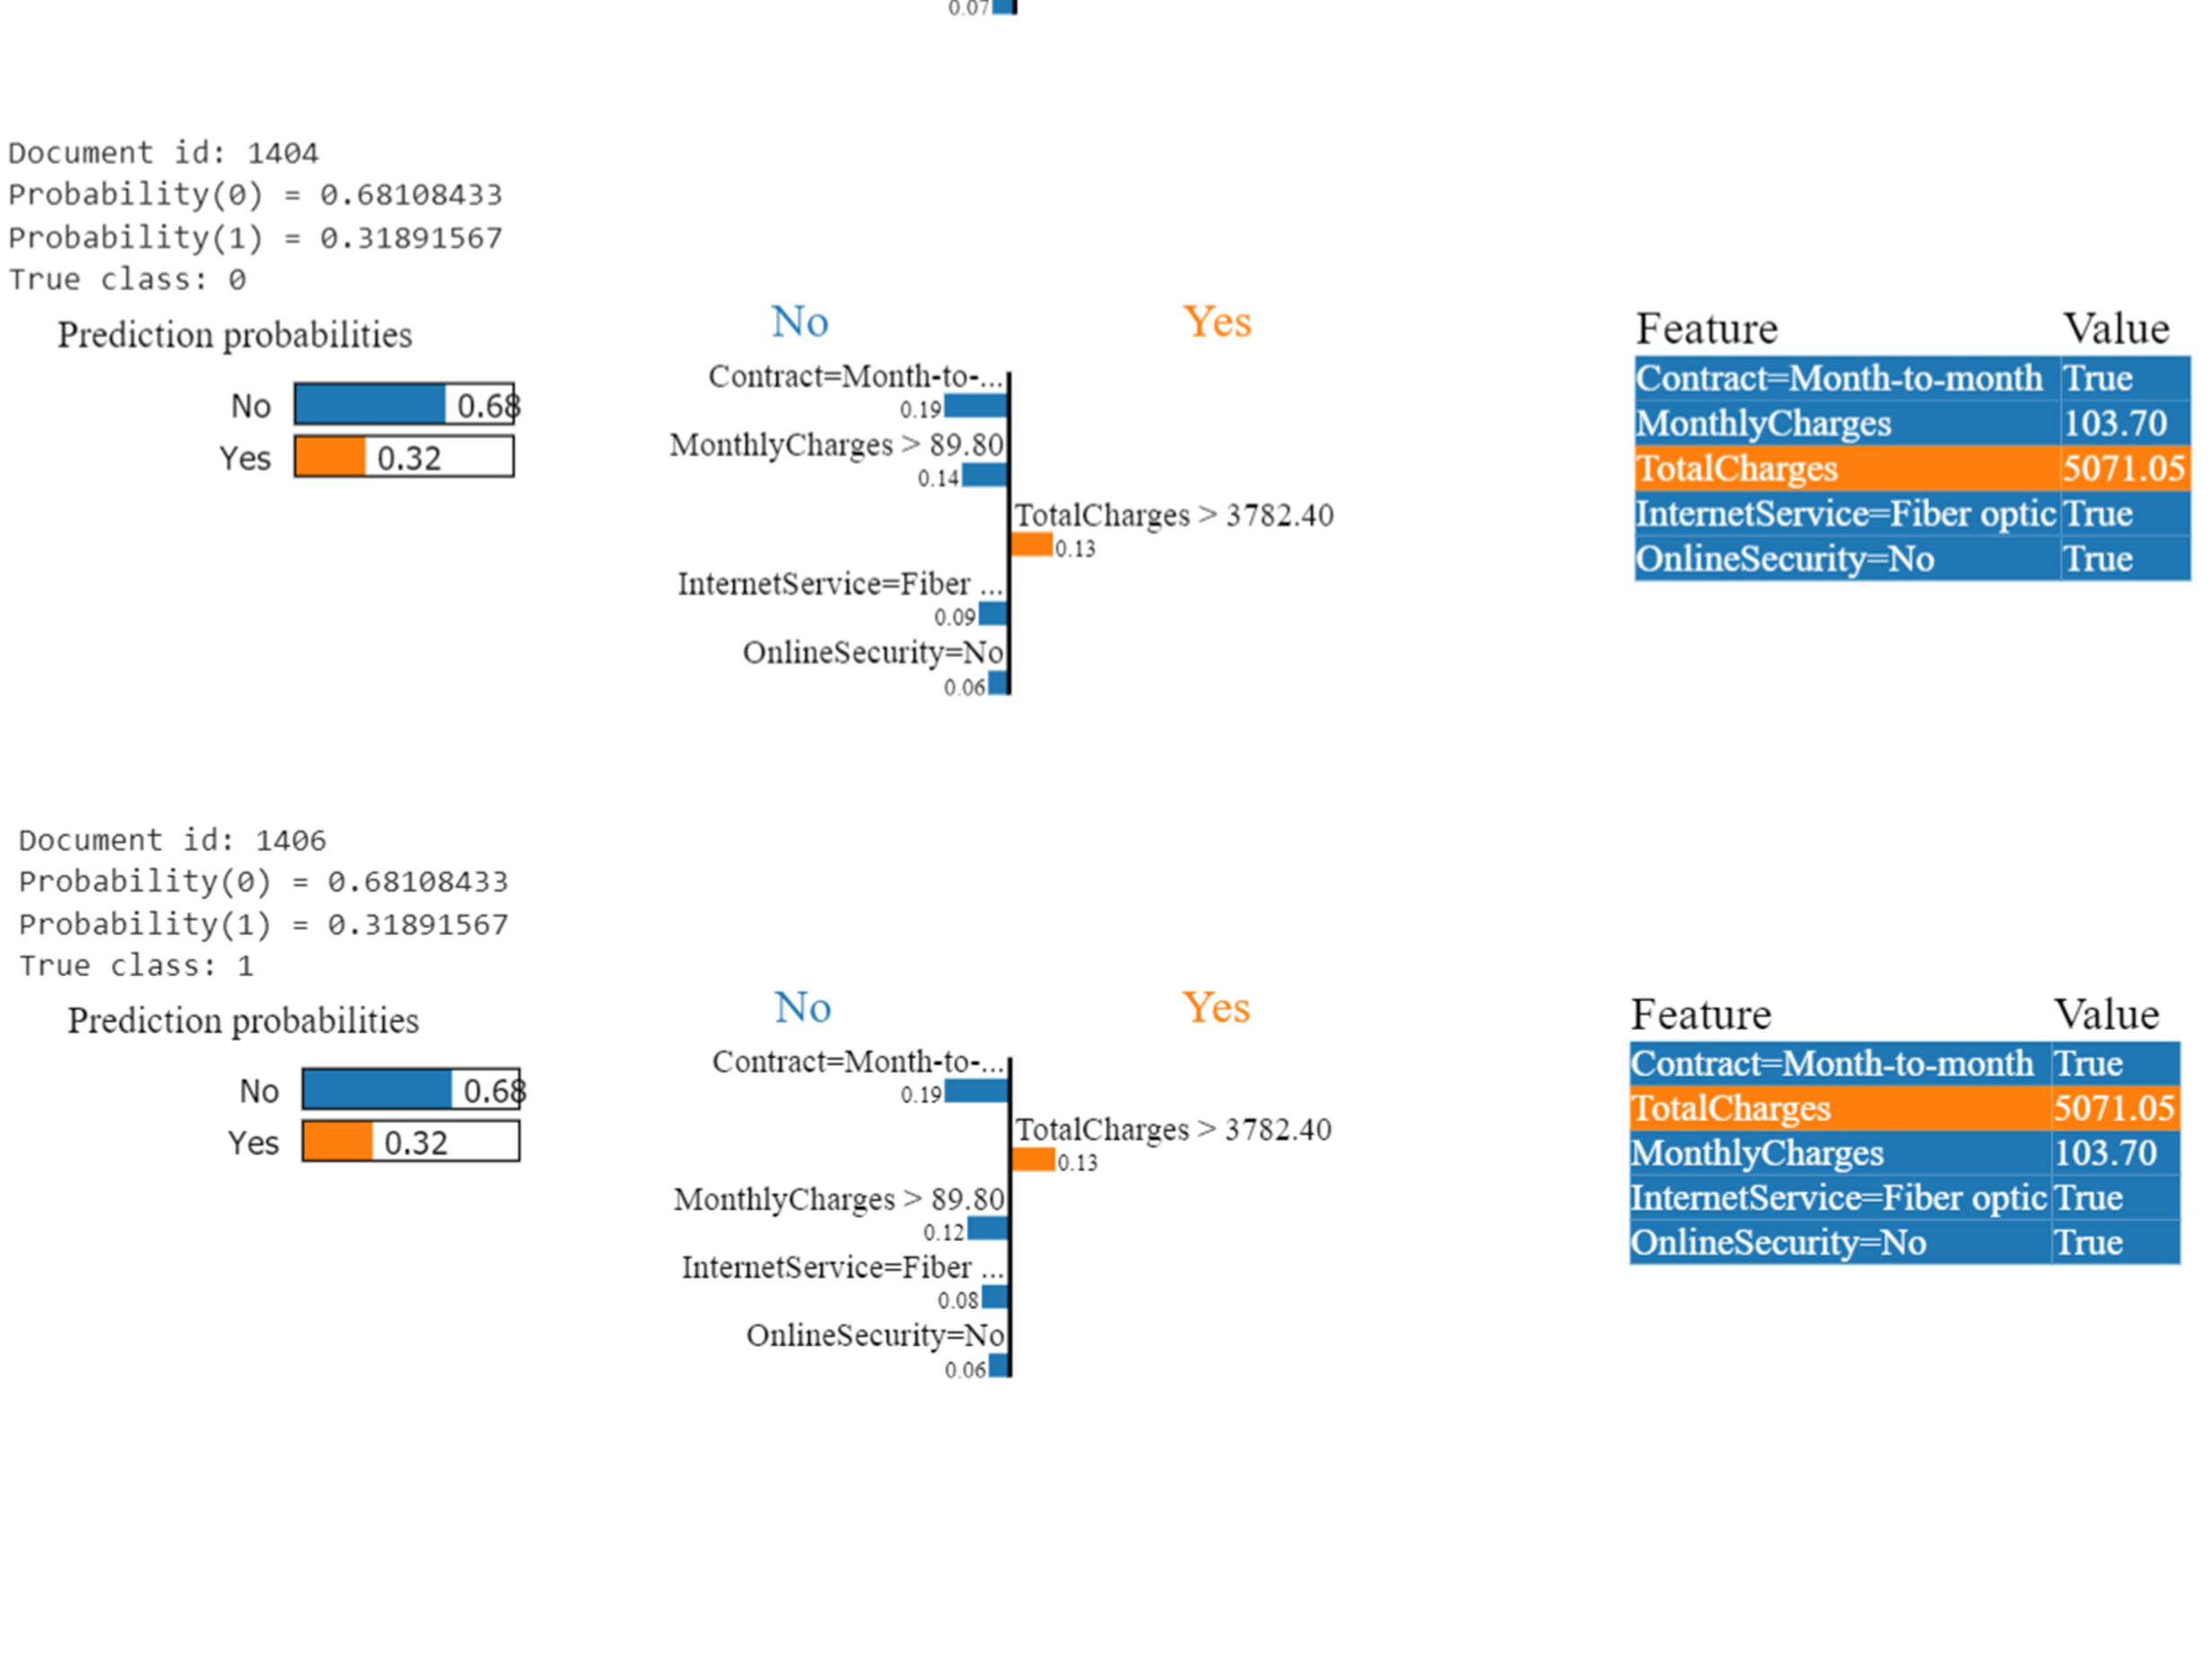 0.07
Document id: 1404
Probability(0) = 0.68108433
Probability(1) = 0.31891567
True class: 0
Prediction probabilities
No 0.68
Yes 0.32
No Yes
Contract=Month-to-...
0.19
MonthlyCharges > 89.80
0.14
TotalCharges > 3782.40
0.13
InternetService=Fiber ...
0.09
OnlineSecurity=No
0.06
Feature Value
Contract=Month-to-month True
MonthlyCharges 103.70
TotalCharges 5071.05
InternetService=Fiber optic True
OnlineSecurity=No True
Document id: 1406
Probability(0) = 0.68108433
Probability(1) = 0.31891567
True class: 1
Prediction probabilities
No 0.68
Yes 0.32
No Yes
Contract=Month-to-...
0.19
TotalCharges > 3782.40
0.13
MonthlyCharges > 89.80
0.12
InternetService=Fiber ...
0.08
OnlineSecurity=No
0.06
Feature Value
Contract=Month-to-month True
TotalCharges 5071.05
MonthlyCharges 103.70
InternetService=Fiber optic True
OnlineSecurity=No True